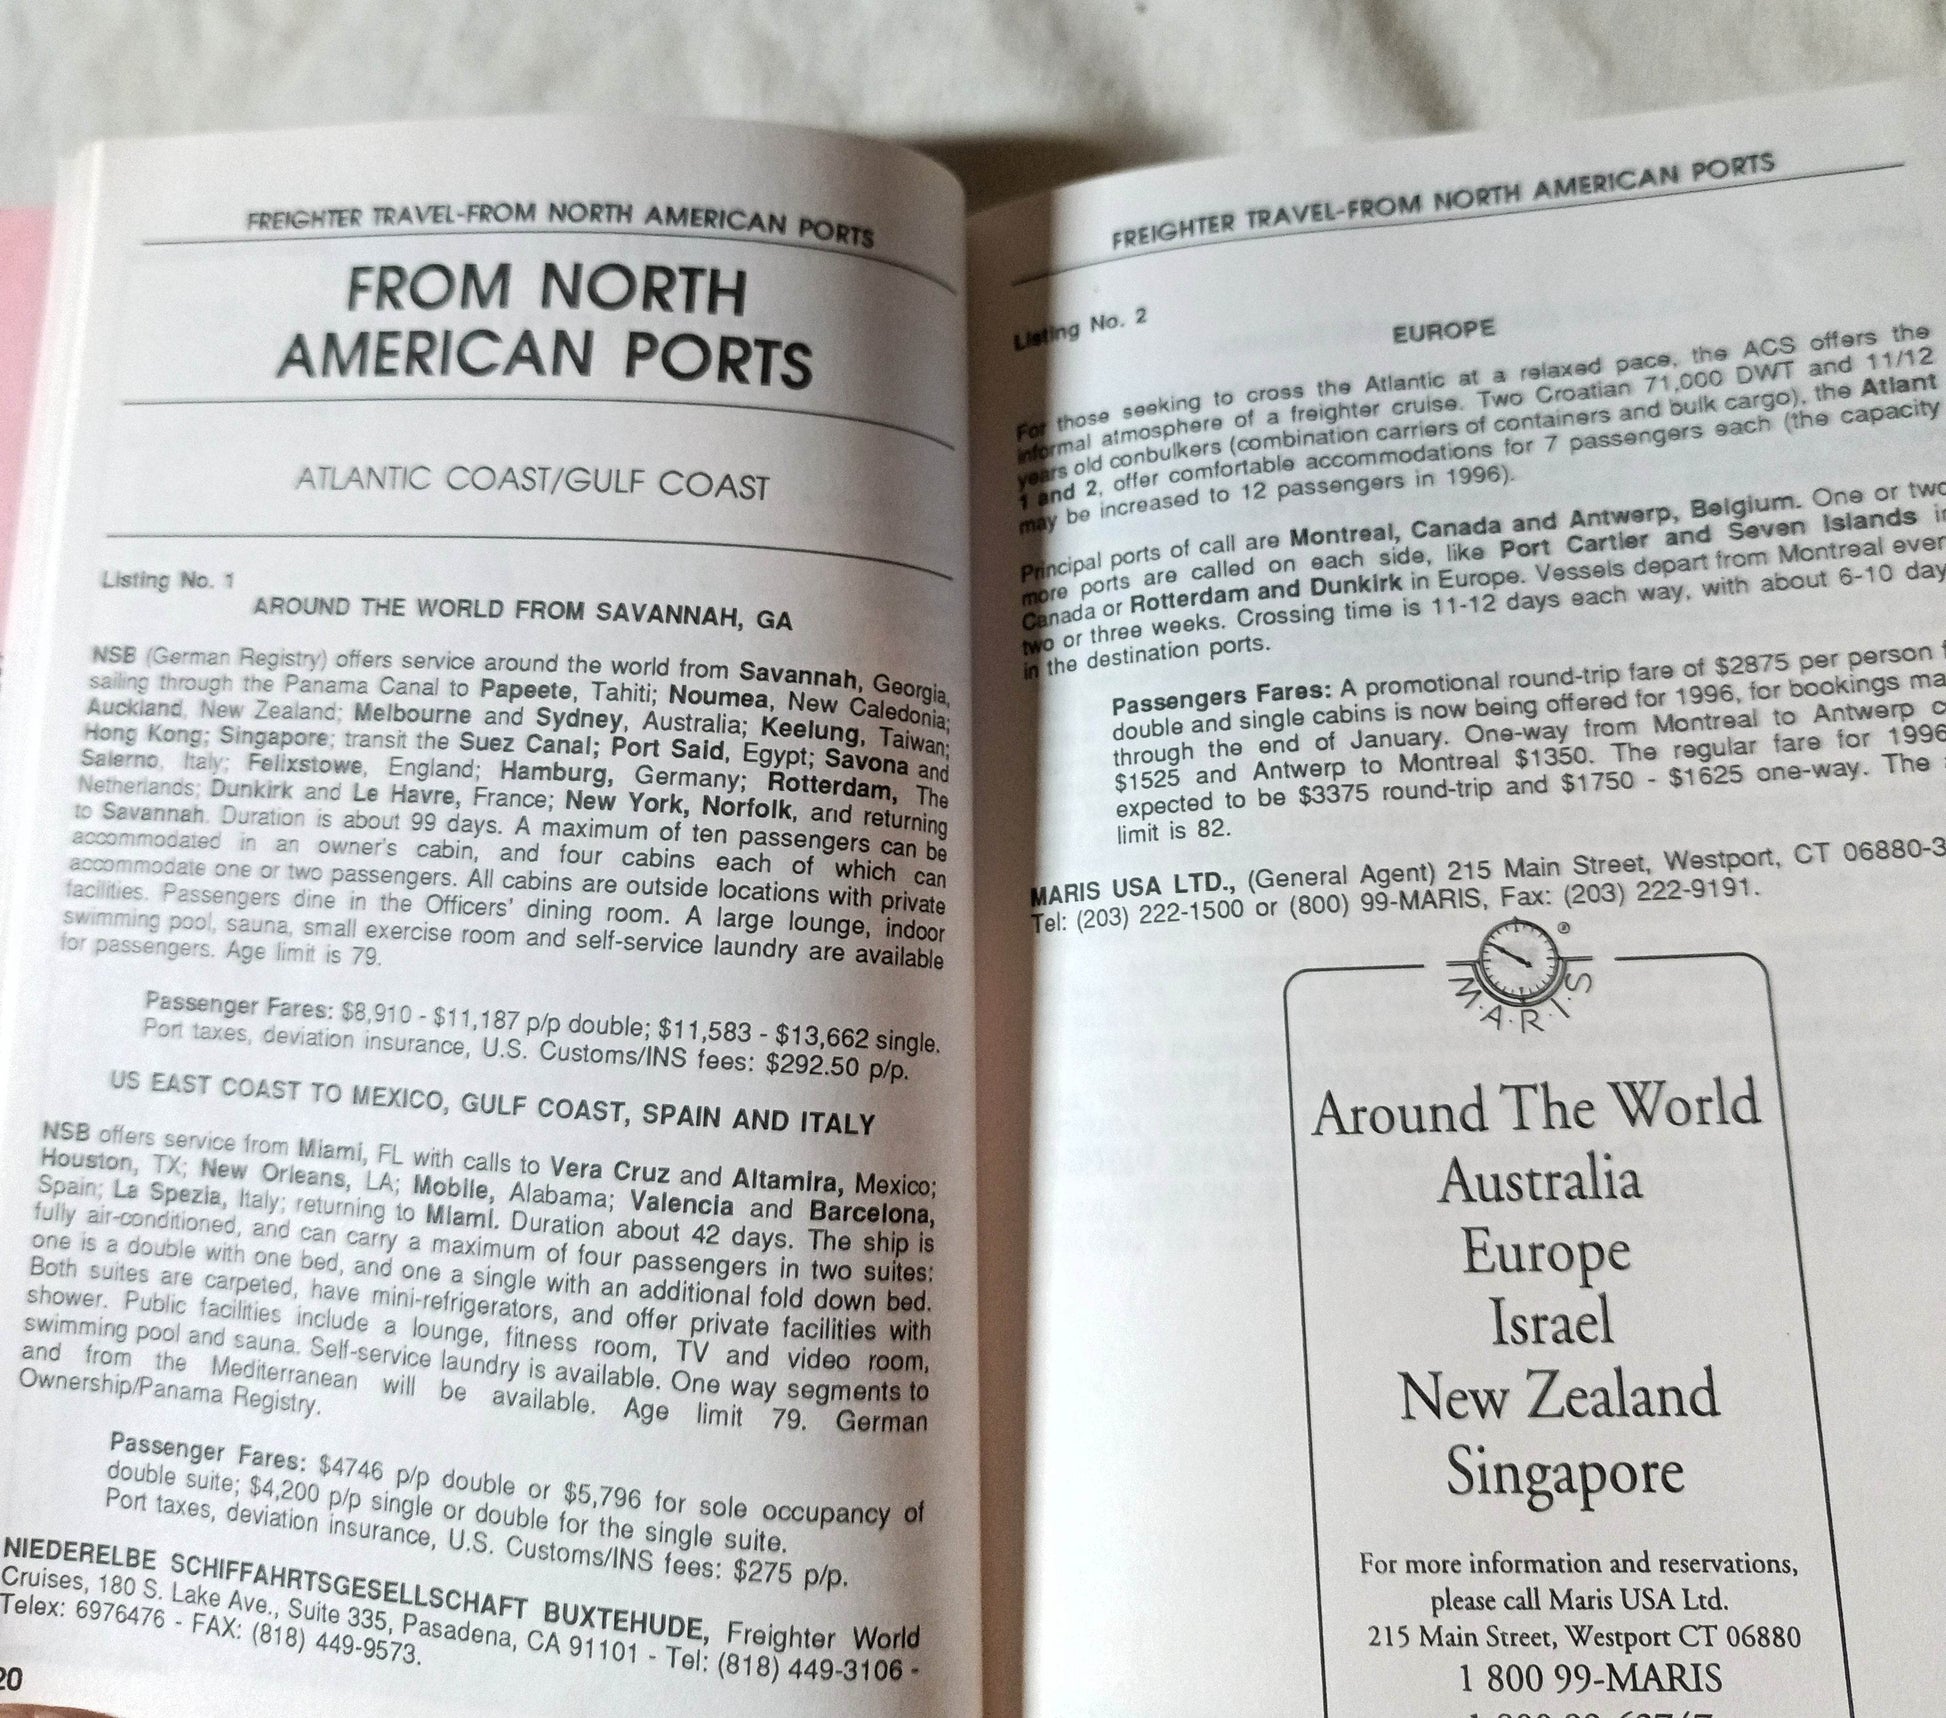 FREIGHTER TRAVEL-FROM NORTH AMERICAN PORTS
FROM NORTH
AMERICAN PORTS
ATLANTIC COAST/GULF COAST
Listing No. 1
AROUND THE WORLD FROM SAVANNAH, GA
NSB (German Registry) offers service around the world from Savannah, Georgia,
sailing through the Panama Canal to Papeete, Tahiti; Noumea, New Caledonia;
Auckland, New Zealand; Melbourne and Sydney, Australia; Keelung, Taiwan;
Hong Kong; Singapore; transit the Suez Canal; Port Said, Egypt; Savona and
Salerno, Italy; Felixstowe, England; Hamburg, Germany; Rotterdam, The
Netherlands; Dunkirk and Le Havre, France; New York, Norfolk, and returning
to Savannah. Duration is about 99 days. A maximum of ten passengers can be
accommodated in an owner's cabin, and four cabins each of which can
accommodate one or two passengers. All cabins are outside locations with private
facilities. Passengers dine in the Officers' dining room. A large lounge, indoor
swimming pool, sauna, small exercise room and self-service laundry are available
for passengers. Age limit is 79.
Passenger Fares: $8,910 - $11,187 p/p double; $11,583 - $13,662 single.
Port taxes, deviation insurance, U.S. Customs/INS fees: $292.50 p/p.
US EAST COAST TO MEXICO, GULF COAST, SPAIN AND ITALY
NSB offers service from Miami, FL with calls to Vera Cruz and Altamira, Mexico;
Houston, TX; New Orleans, LA; Mobile, Alabama; Valencia and Barcelona,
Spain; La Spezia, Italy; returning to Miami. Duration about 42 days. The ship is
fully air-conditioned, and can carry a maximum of four passengers in two suites:
one is a double with one bed, and one a single with an additional fold down bed.
Both suites are carpeted, have mini-refrigerators, and offer private facilities with
shower. Public facilities include a lounge, fitness room, TV and video room,
swimming pool and sauna. Self-service laundry is available. One way segments to
and from the Mediterranean will be available. Age limit 79. German
Ownership/Panama Registry.
Passenger Fares: $4746 p/p double or $5,796 for sole occupancy of
double suite; $4,200 p/p single or double for the single suite.
Port taxes, deviation insurance, U.S. Customs/INS fees: $275 p/p.
NIEDERELBE SCHIFFAHRTSGESELLSCHAFT BUXTEHUDE, Freighter World
Cruises, 180 S. Lake Ave., Suite 335, Pasadena, CA 91101 - Tel: (818) 449-3106 -
Telex: 6976476 - FAX: (818) 449-9573.
20
FREIGHTER TRAVEL-FROM NORTH AMERICAN PORTS
Listing No. 2
EUROPE
For those seeking to cross the Atlantic at a relaxed pace, the ACS offers the
informal atmosphere of a freighter cruise. Two Croatian 71,000 DWT and 11/12
years old conbulkers (combination carriers of containers and bulk cargo), the Atlant
1 and 2, offer comfortable accommodations for 7 passengers each (the capacity
may be increased to 12 passengers in 1996).
Principal ports of call are Montreal, Canada and Antwerp, Belgium. One or two
more ports are called on each side, like Port Cartier and Seven Islands in
Canada or Rotterdam and Dunkirk in Europe. Vessels depart from Montreal ever
two or three weeks. Crossing time is 11-12 days each way, with about 6-10 day
in the destination ports.
Passengers Fares: A promotional round-trip fare of $2875 per person
double and single cabins is now being offered for 1996, for bookings ma
through the end of January. One-way from Montreal to Antwerp
$1525 and Antwerp to Montreal $1350. The regular fare for 1996
expected to be $3375 round-trip and $1750 - $1625 one-way. The
limit is 82.
MARIS USA LTD., (General Agent) 215 Main Street, Westport, CT 06880-3
Tel: (203) 222-1500 or (800) 99-MARIS, Fax: (203) 222-9191.
M.A.R.I.S
Around The World
Australia
Europe
Israel
New Zealand
Singapore
For more information and reservations,
please call Maris USA Ltd.
215 Main Street, Westport CT 06880
1 800 99-MARIS